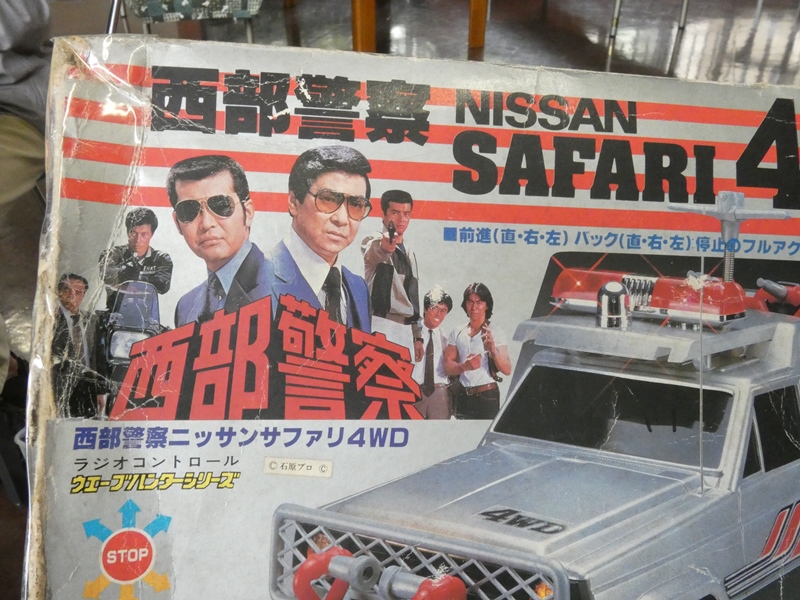 西部警察
NISSAN
SAFARI 4
■前進(直・右・左)バック(直・右・左)停止のフルアク
西部警察
西部警察ニッサンサファリ4WD
ラジオコントロール
ウエーブハンターシリーズ
© 石原プロ ©
STOP
4WD